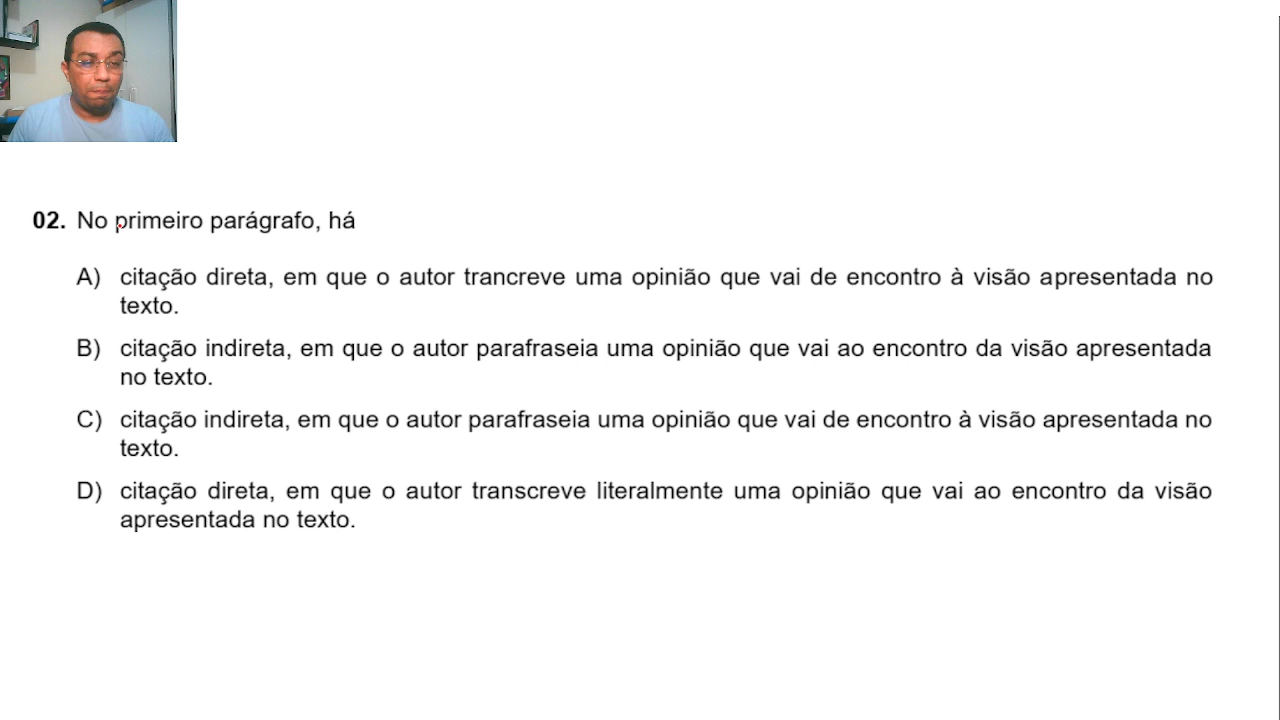 02. No primeiro parágrafo, há
A) citação direta, em que o autor trancreve uma opinião que vai de encontro à visão apresentada no
texto.
B) citação indireta, em que o autor parafraseia uma opinião que vai ao encontro da visão apresentada
no texto.
C) citação indireta, em que o autor parafraseia uma opinião que vai de encontro à visão apresentada no
texto.
D) citação direta, em que o autor transcreve literalmente uma opinião que vai ao encontro da visão
apresentada no texto.